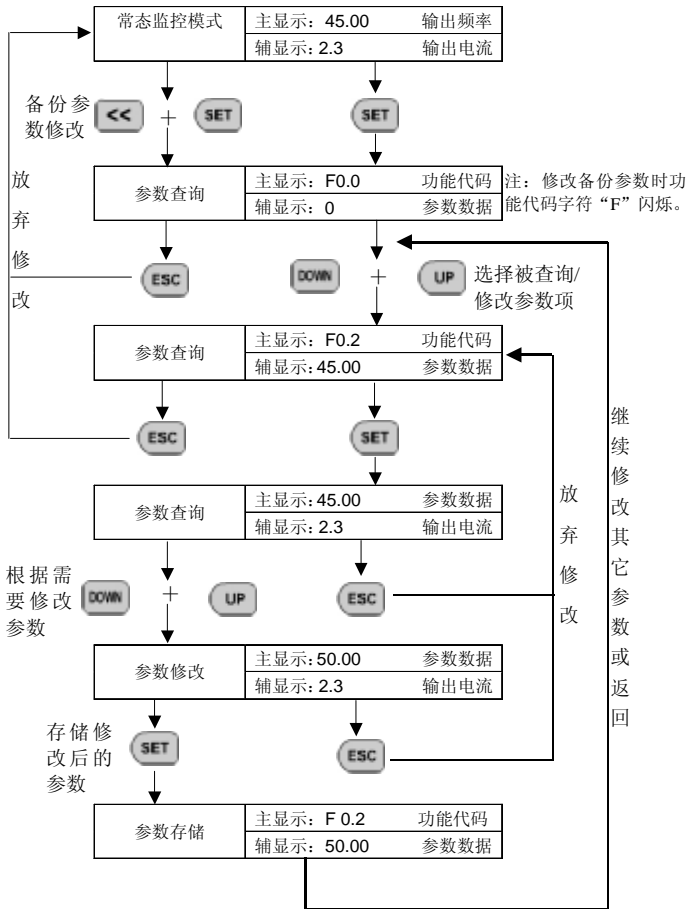 常态监控模式 主显示：45.00 输出频率
辅显示：2.3 输出电流
备份参
数修改
<< + SET
SET
参数查询 主显示：F0.0 功能代码
辅显示：0 参数数据
注：修改备份参数时功
能代码字符“F”闪烁。
放弃修改
ESC
DOWN + UP
选择被查询/
修改参数项
参数查询 主显示：F0.2 功能代码
辅显示：45.00 参数数据
ESC
SET
参数查询 主显示：45.00 参数数据
辅显示：2.3 输出电流
根据需
要修改
参数
DOWN + UP
ESC
放弃修改
继续修改其它参数或返回
参数修改 主显示：50.00 参数数据
辅显示：2.3 输出电流
存储修
改后的
参数
SET
ESC
参数存储 主显示：F 0.2 功能代码
辅显示：50.00 参数数据